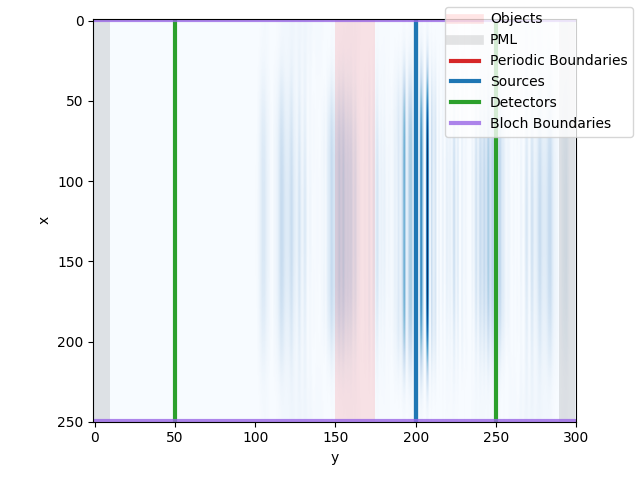 Objects
PML
Periodic Boundaries
Sources
Detectors
Bloch Boundaries
0
50
100
150
200
250
x
0
50
100
150
200
250
300
y